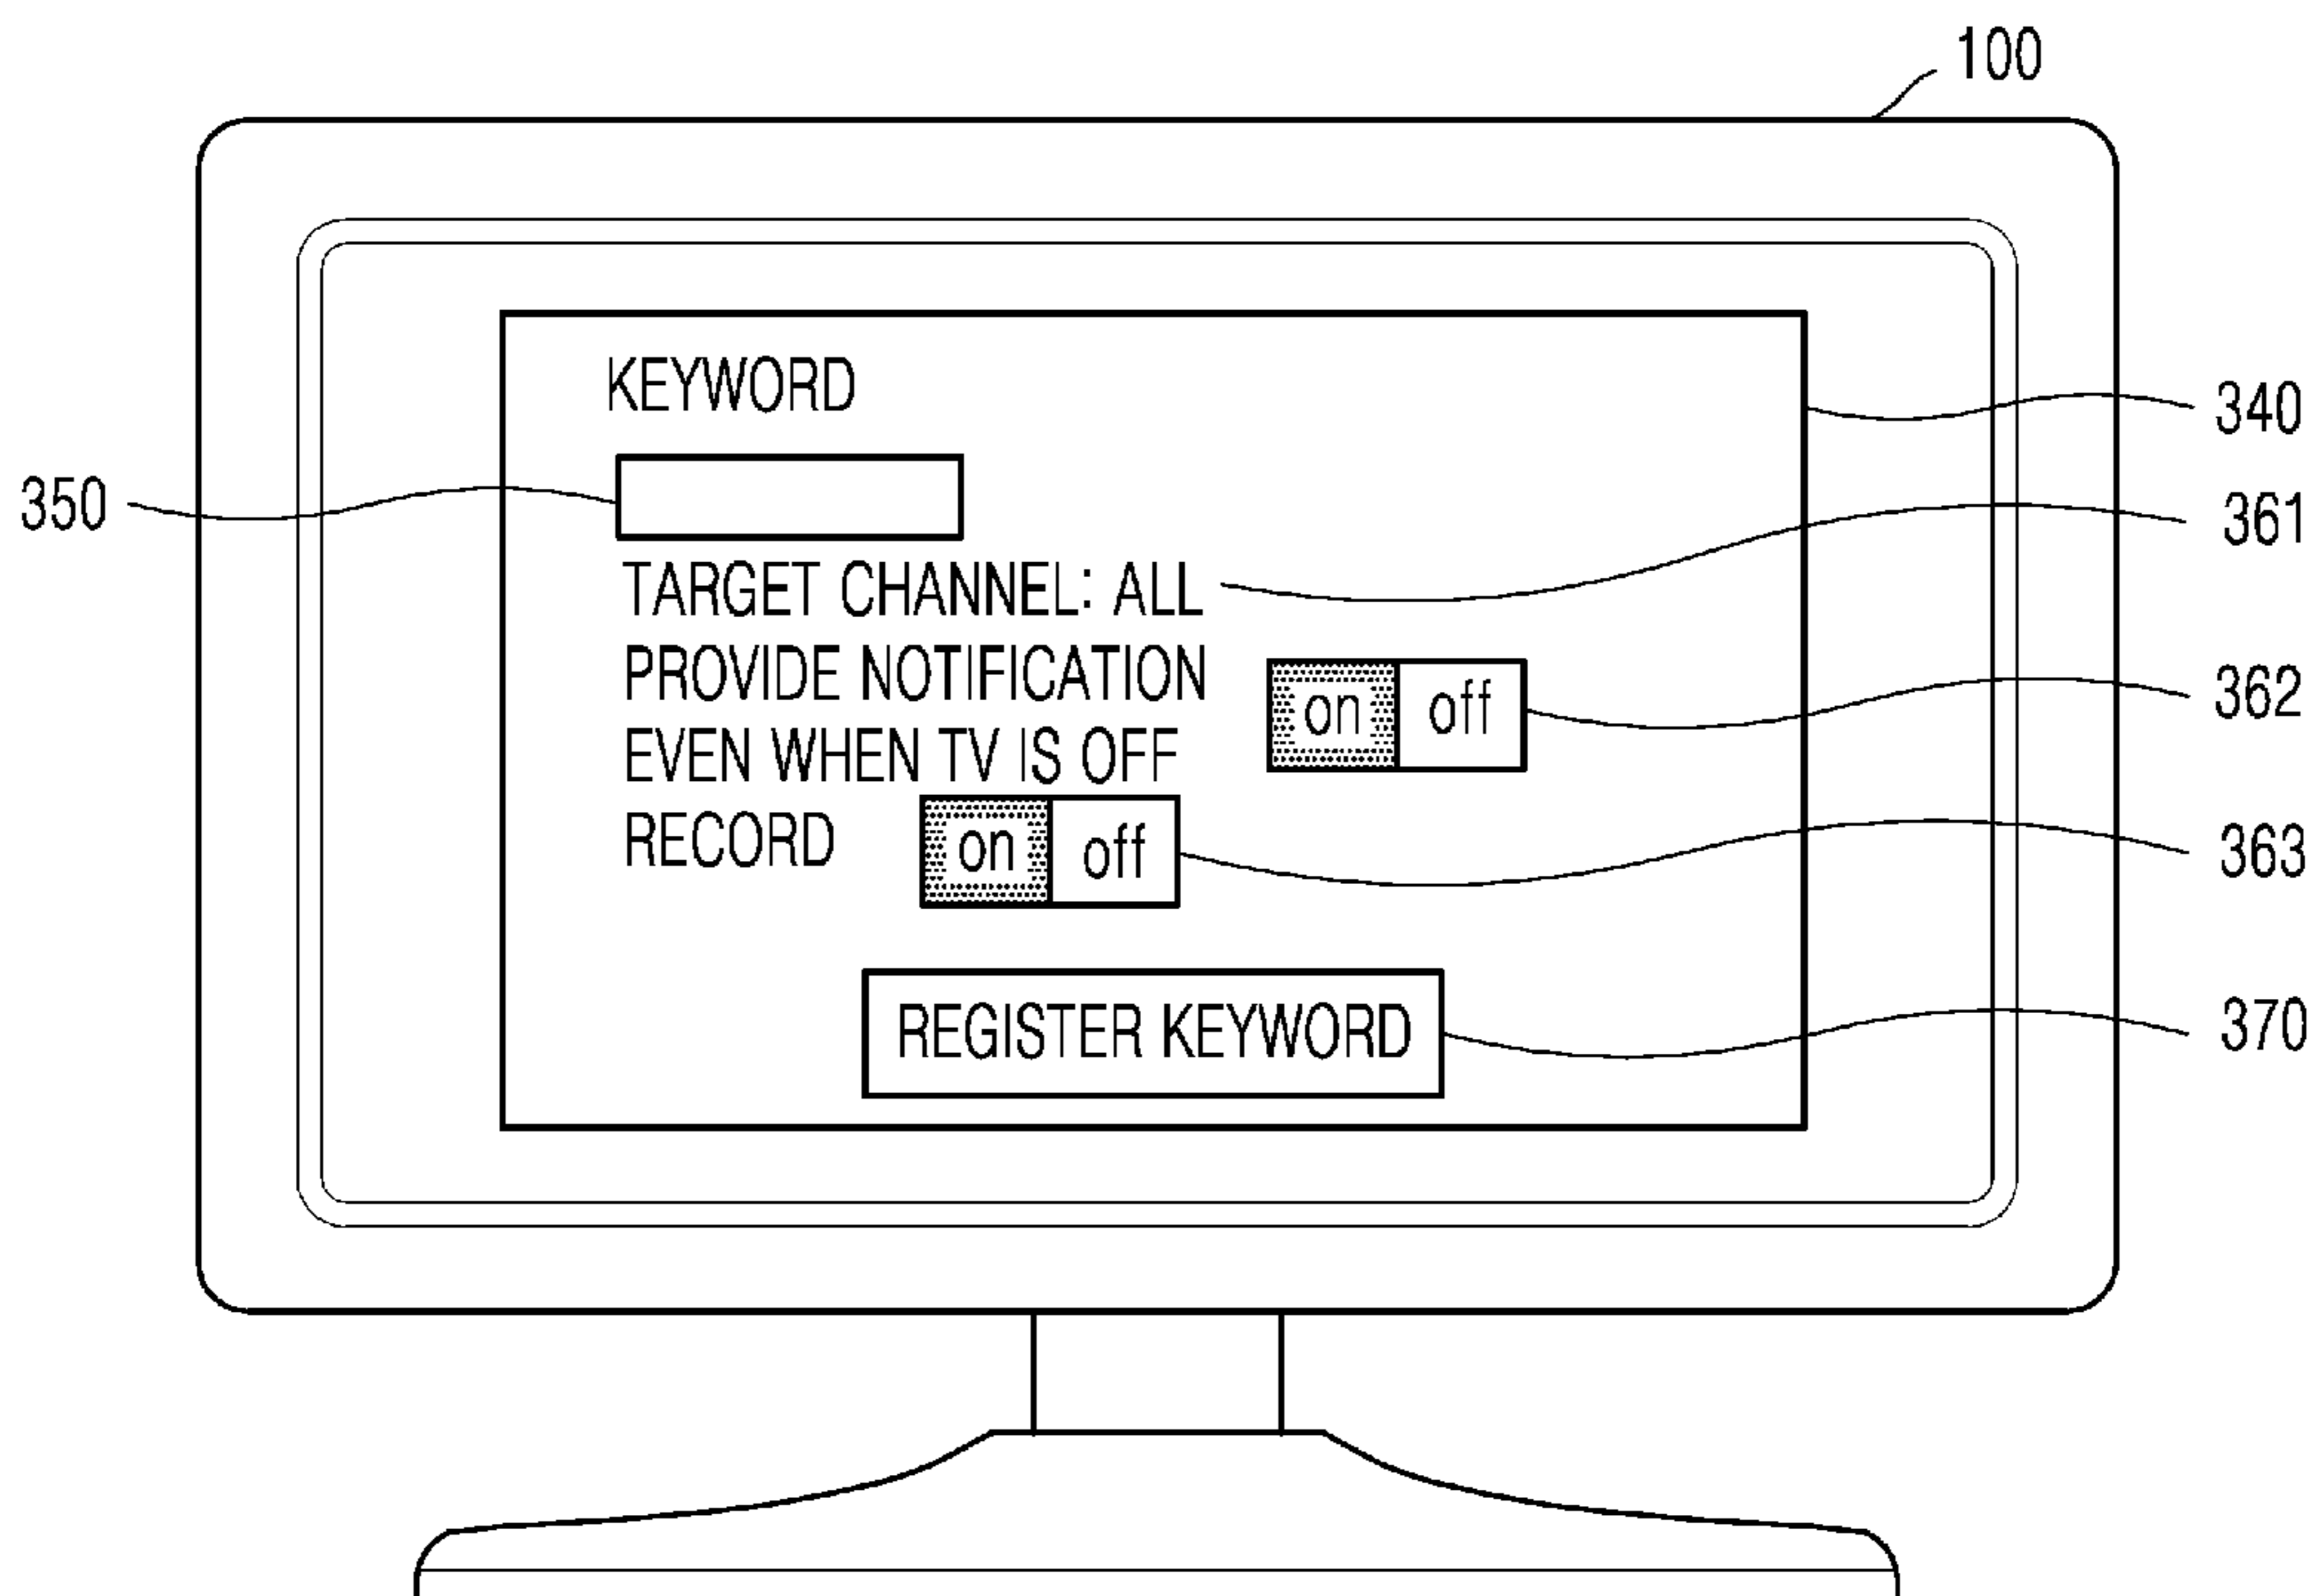 100
KEYWORD
340
350
361
TARGET CHANNEL: ALL
PROVIDE NOTIFICATION
EVEN WHEN TV IS OFF
on off
362
RECORD on off
363
REGISTER KEYWORD
370